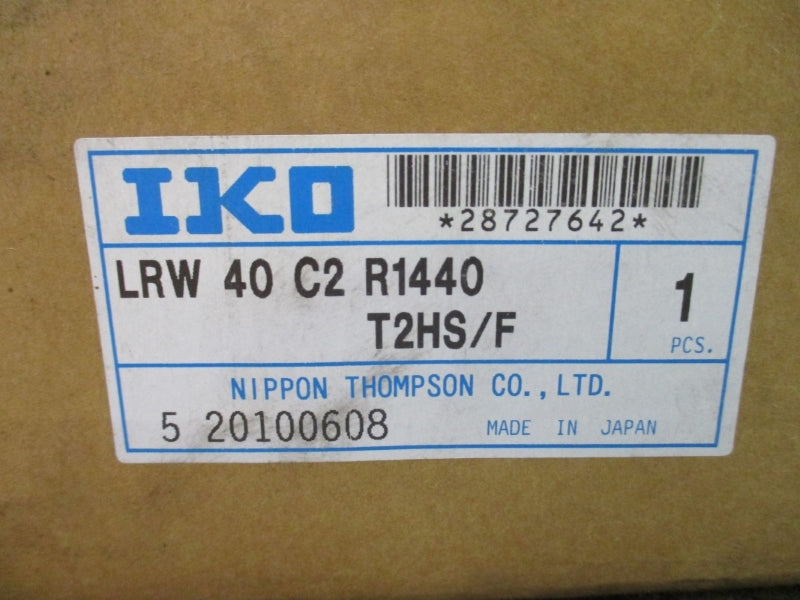 IKO
*28727642*
LRW 40 C2 R1440
T2HS/F
1
PCS.
NIPPON THOMPSON CO., LTD.
5 20100608
MADE IN JAPAN